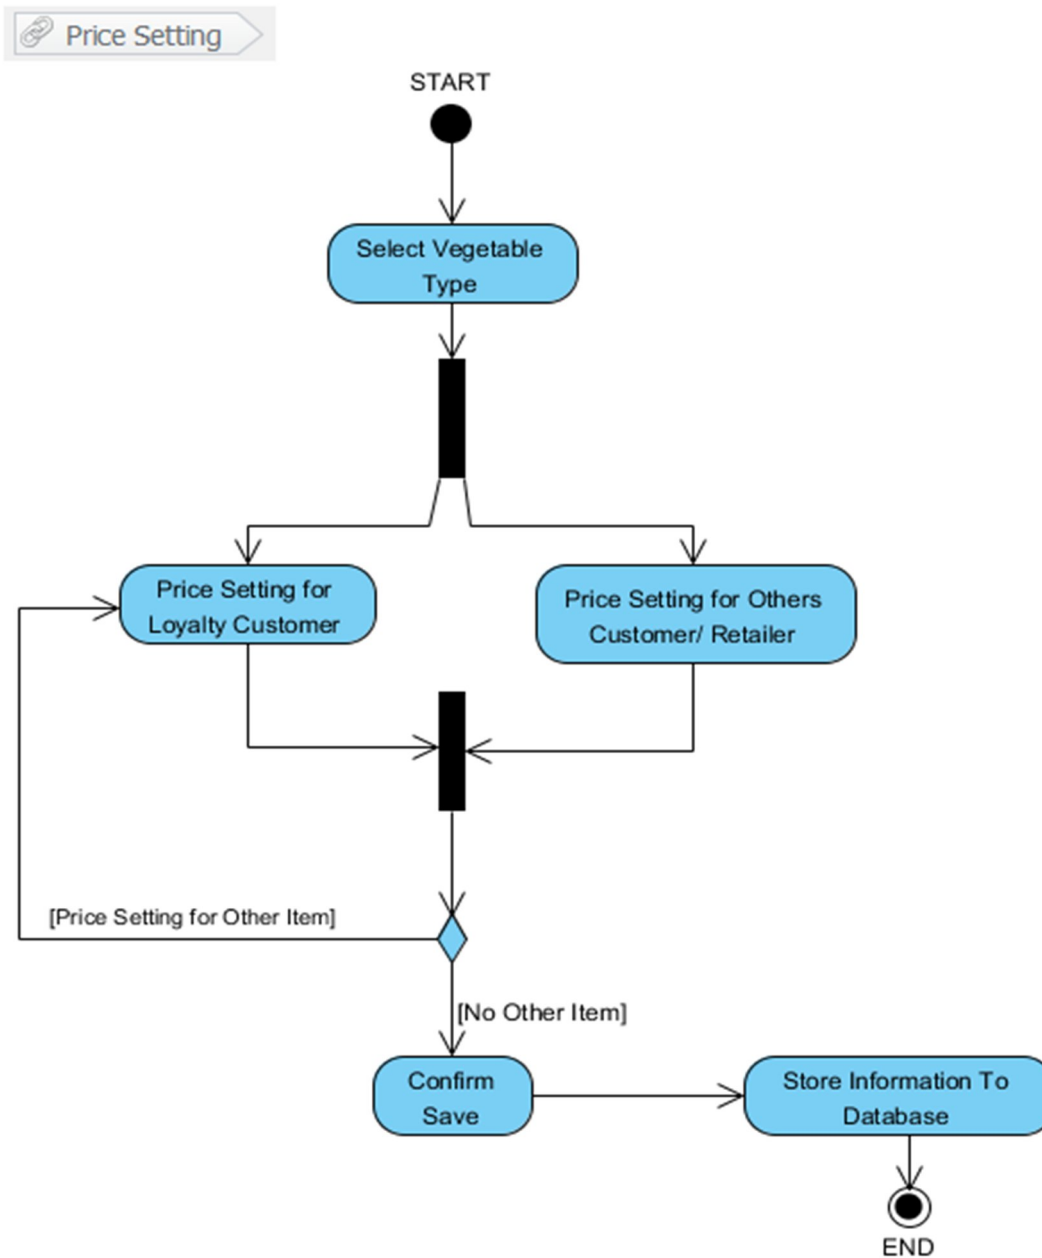 Price Setting
START
Select Vegetable
Type
Price Setting for
Loyalty Customer
Price Setting for Others
Customer/ Retailer
[Price Setting for Other Item]
[No Other Item]
Confirm
Save
Store Information To
Database
END